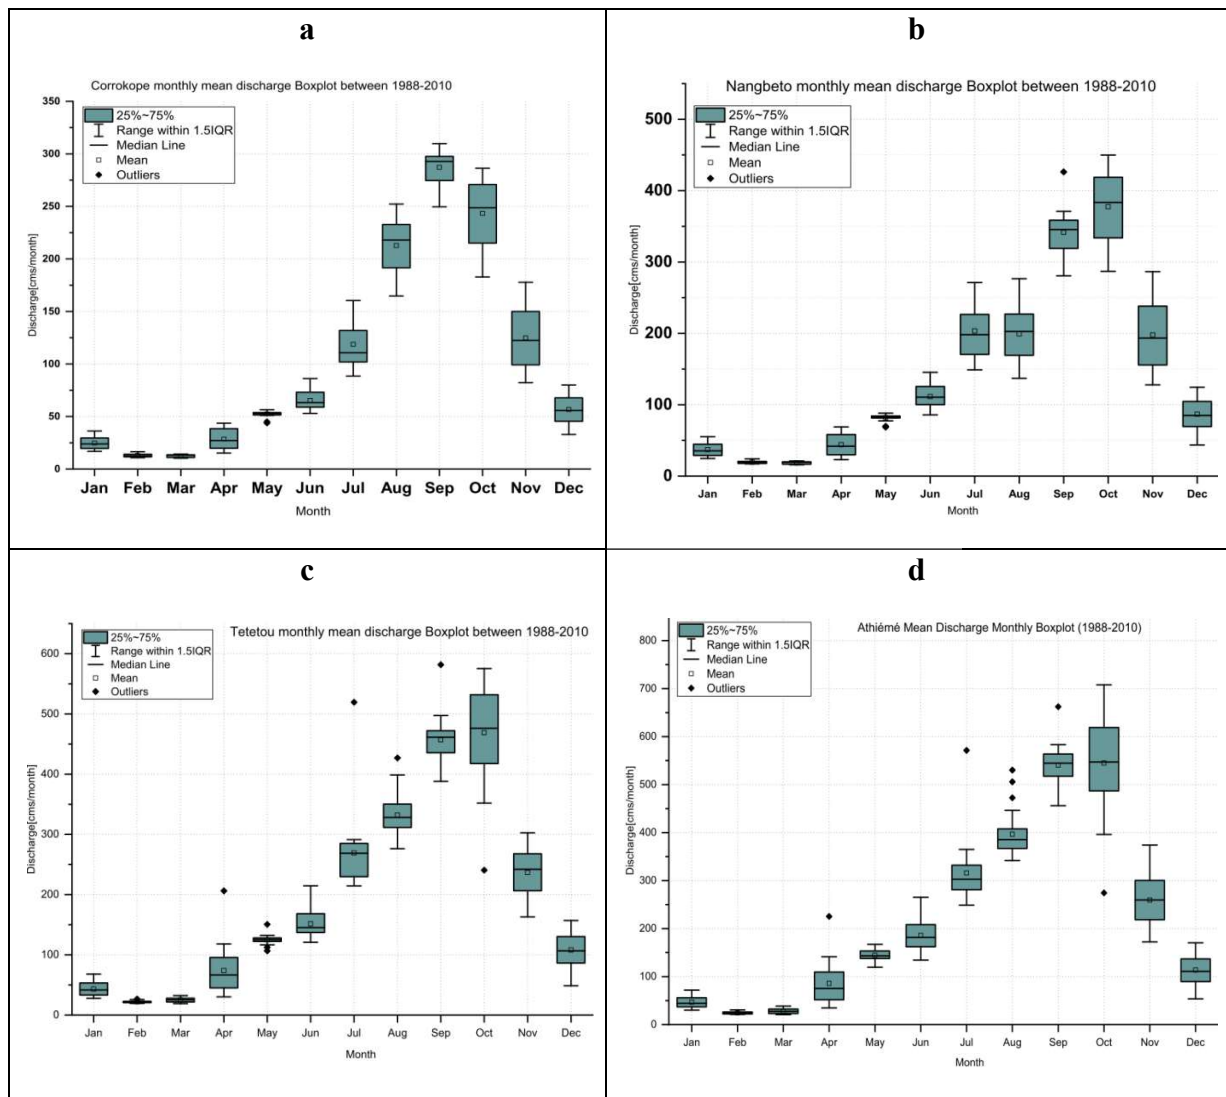 a
Corrokope monthly mean discharge Boxplot between 1988-2010
25%~75%
Range within 1.5IQR
Median Line
Mean
Outliers
350
300
250
200
150
100
50
0
Discharge[cms/month]
Jan Feb Mar Apr May Jun Jul Aug Sep Oct Nov Dec
Month
b
Nangbeto monthly mean discharge Boxplot between 1988-2010
25%~75%
Range within 1.5IQR
Median Line
Mean
Outliers
500
400
300
200
100
0
Discharge[cms/month]
Jan Feb Mar Apr May Jun Jul Aug Sep Oct Nov Dec
Month
c
Tetetou monthly mean discharge Boxplot between 1988-2010
25%~75%
Range within 1.5IQR
Median Line
Mean
Outliers
600
500
400
300
200
100
0
Discharge[cms/month]
Jan Feb Mar Apr May Jun Jul Aug Sep Oct Nov Dec
Month
d
Athiémé Mean Discharge Monthly Boxplot (1988-2010)
25%~75%
Range within 1.5IQR
Median Line
Mean
Outliers
800
700
600
500
400
300
200
100
0
Discharge[cms/month]
Jan Feb Mar Apr May Jun Jul Aug Sep Oct Nov Dec
Month